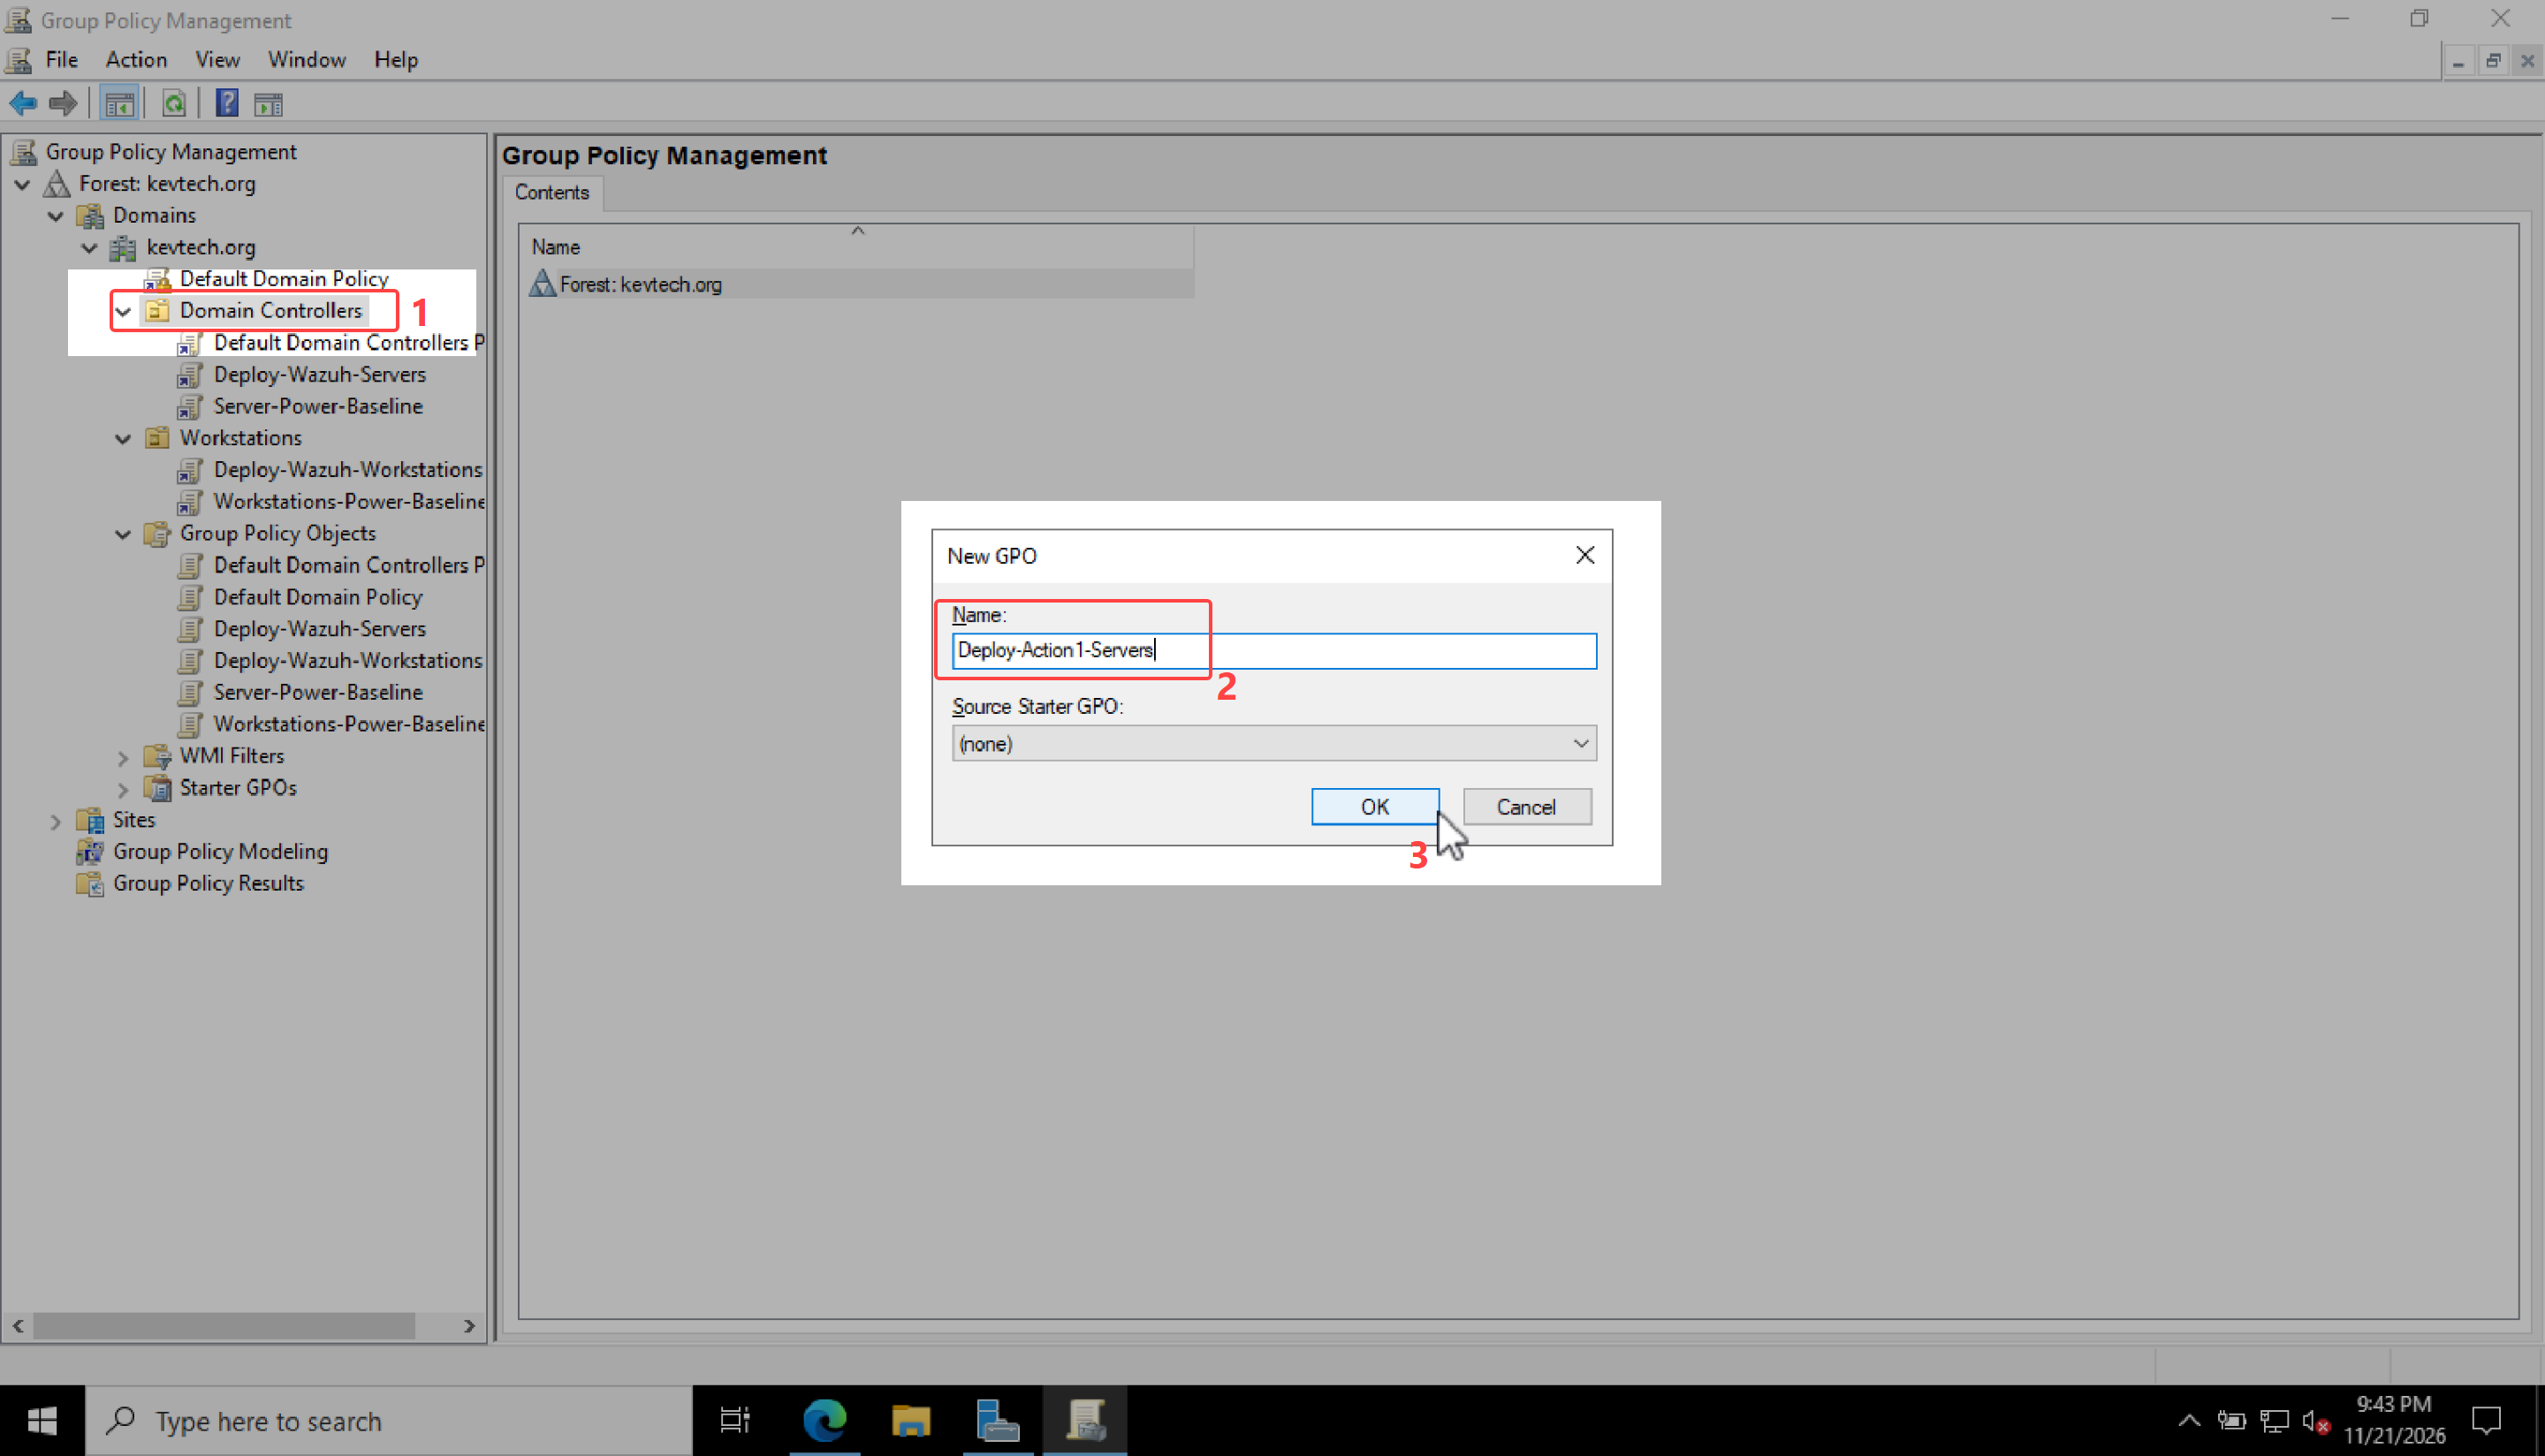 Group Policy Management
File Action View Window Help
Group Policy Management
Forest: kevtech.org
Domains
kevtech.org
Default Domain Policy
Domain Controllers
1
Default Domain Controllers P
Deploy-Wazuh-Servers
Server-Power-Baseline
Workstations
Deploy-Wazuh-Workstations
Workstations-Power-Baseline
Group Policy Objects
Default Domain Controllers P
Default Domain Policy
Deploy-Wazuh-Servers
Deploy-Wazuh-Workstations
Server-Power-Baseline
Workstations-Power-Baseline
WMI Filters
Starter GPOs
Sites
Group Policy Modeling
Group Policy Results
Group Policy Management
Contents
Name
Forest: kevtech.org
New GPO
Name:
Deploy-Action1-Servers
2
Source Starter GPO:
(none)
OK
Cancel
3
Type here to search
9:43 PM
11/21/2026